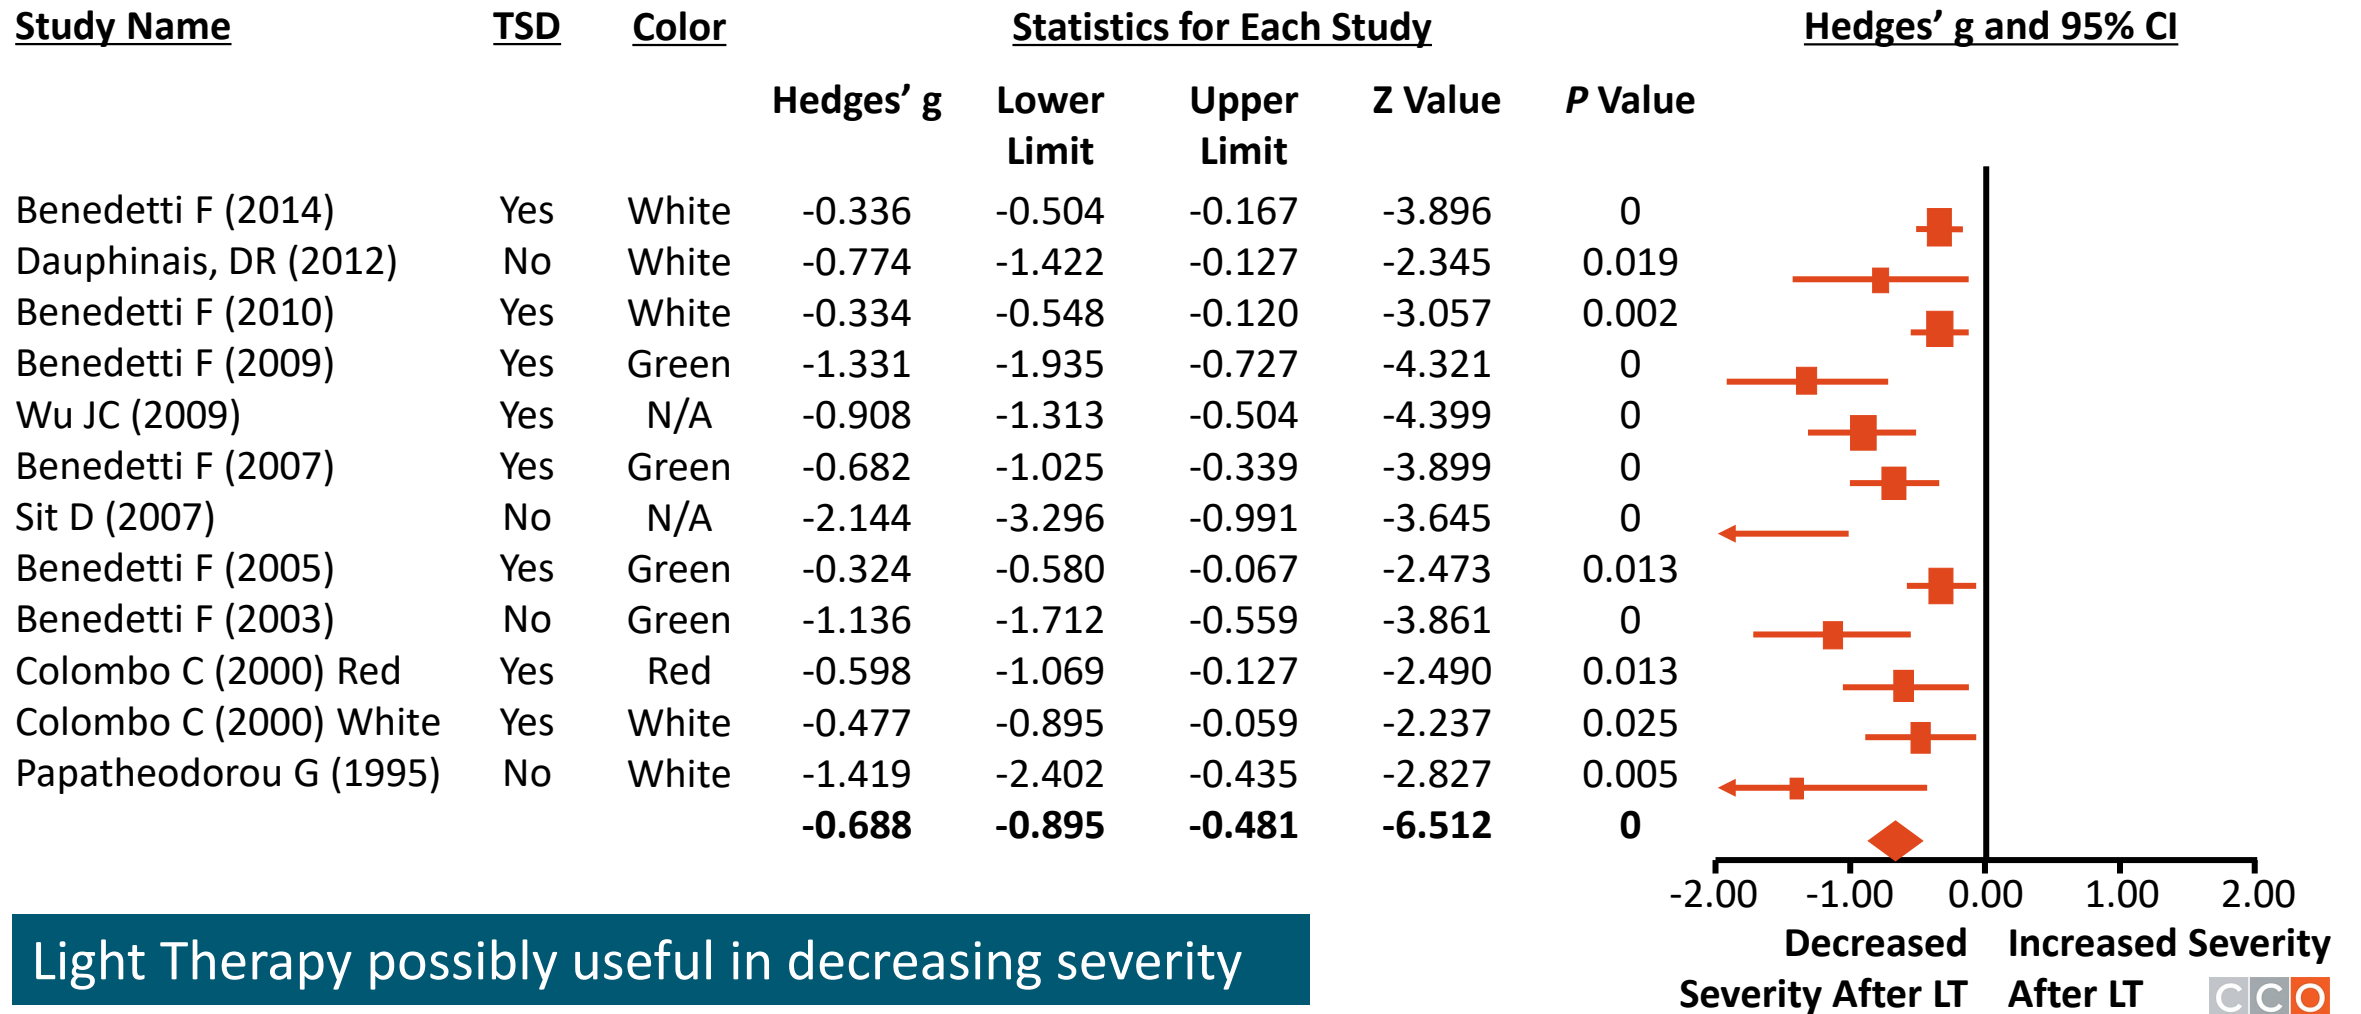 Study Name TSD Color Statistics for Each Study Hedges’ g and 95% CI
Hedges’ g Lower Limit Upper Limit Z Value P Value
Benedetti F (2014) Yes White -0.336 -0.504 -0.167 -3.896 0
Dauphinais, DR (2012) No White -0.774 -1.422 -0.127 -2.345 0.019
Benedetti F (2010) Yes White -0.334 -0.548 -0.120 -3.057 0.002
Benedetti F (2009) Yes Green -1.331 -1.935 -0.727 -4.321 0
Wu JC (2009) Yes N/A -0.908 -1.313 -0.504 -4.399 0
Benedetti F (2007) Yes Green -0.682 -1.025 -0.339 -3.899 0
Sit D (2007) No N/A -2.144 -3.296 -0.991 -3.645 0
Benedetti F (2005) Yes Green -0.324 -0.580 -0.067 -2.473 0.013
Benedetti F (2003) No Green -1.136 -1.712 -0.559 -3.861 0
Colombo C (2000) Red Yes Red -0.598 -1.069 -0.127 -2.490 0.013
Colombo C (2000) White Yes White -0.477 -0.895 -0.059 -2.237 0.025
Papatheodorou G (1995) No White -1.419 -2.402 -0.435 -2.827 0.005
-0.688 -0.895 -0.481 -6.512 0
-2.00 -1.00 0.00 1.00 2.00
Decreased
Severity After LT
Increased Severity
After LT
Light Therapy possibly useful in decreasing severity
CCO